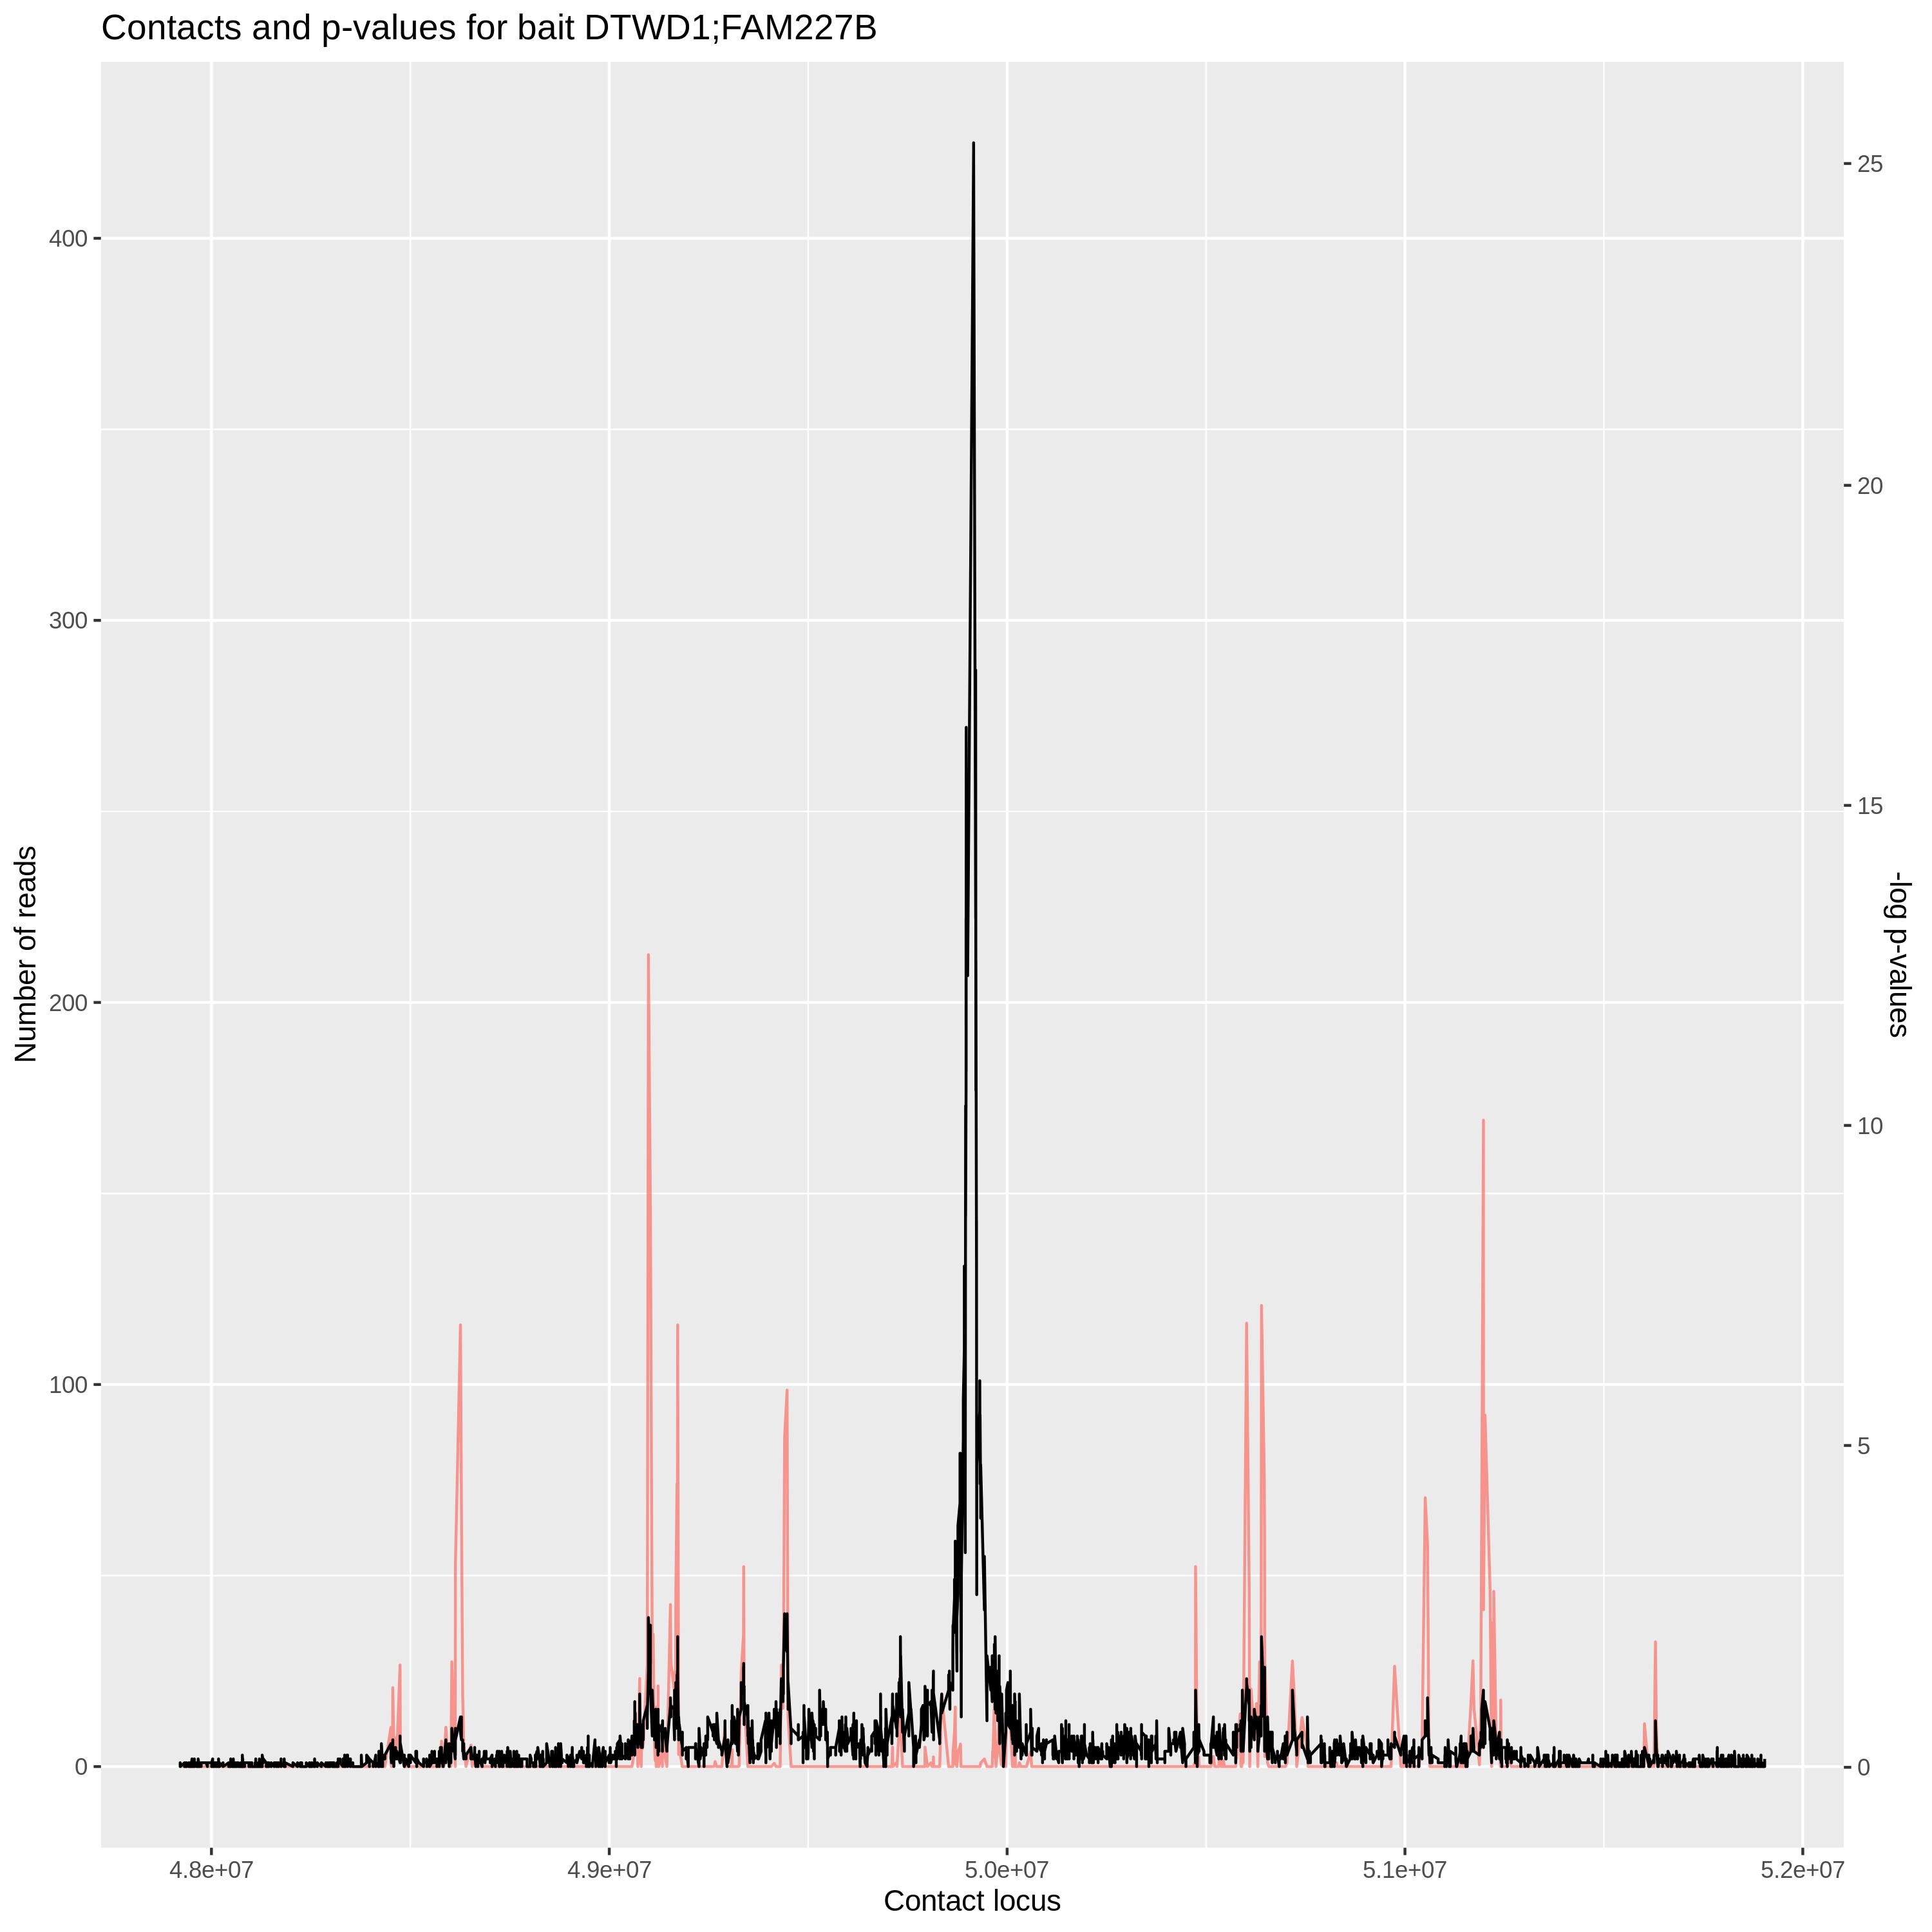 Contacts and p-values for bait DTWD1;FAM227B
Number of reads
400
300
200
100
0
25
20
15
10
5
0
-log p-values
4.8e+07
4.9e+07
5.0e+07
5.1e+07
5.2e+07
Contact locus